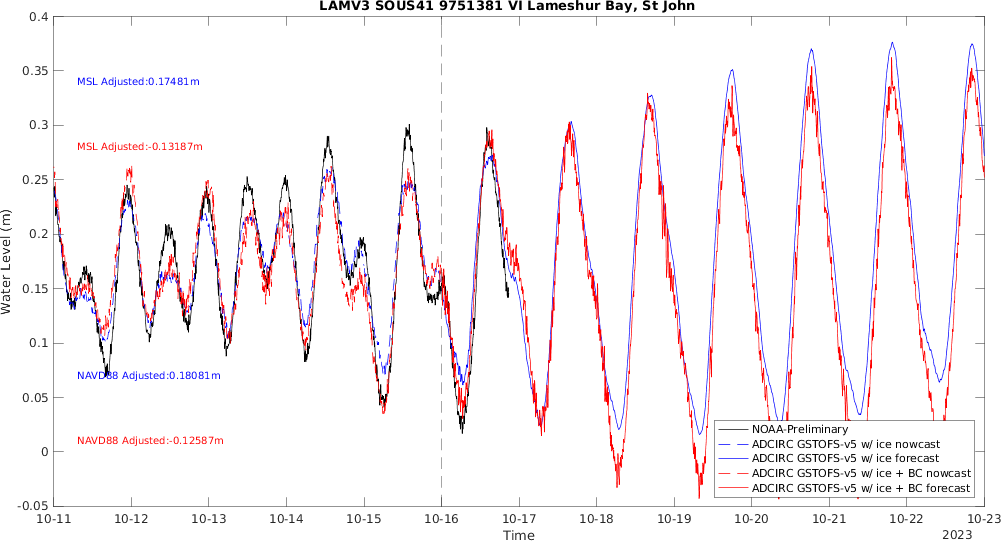 LAMV3 SOUS41 9751381 VI Lameshur Bay, St John
0.4
0.35
0.3
0.25
0.2
0.15
0.1
0.05
0
-0.05
Water Level (m)
MSL Adjusted:0.17481m
MSL Adjusted:-0.13187m
NAVD88 Adjusted:0.18081m
NAVD88 Adjusted:-0.12587m
NOAA-Preliminary
ADCIRC GSTOFS-v5 w/ ice nowcast
ADCIRC GSTOFS-v5 w/ ice forecast
ADCIRC GSTOFS-v5 w/ ice + BC nowcast
ADCIRC GSTOFS-v5 w/ ice + BC forecast
10-11 10-12 10-13 10-14 10-15 10-16 10-17 10-18 10-19 10-20 10-21 10-22 10-23
Time
2023